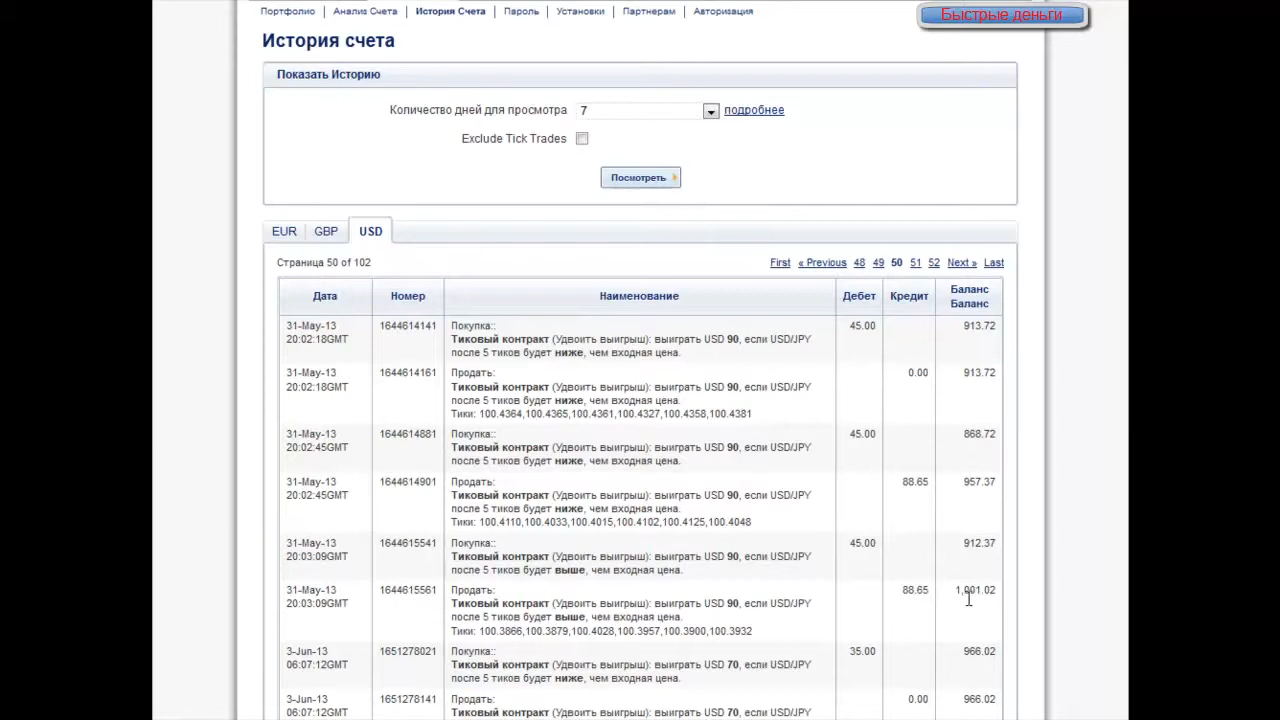 Портфолио Анализ Счета История Счета Пароль Установки Партнерам Авторизация
Быстрые деньги
История счета
Показать Историю
Количество дней для просмотра 7 подробнее
Exclude Tick Trades
Посмотреть
EUR GBP USD
Страница 50 of 102 First « Previous 48 49 50 51 52 Next » Last
Дата Номер Наименование Дебет Кредит Баланс
Баланс
31-May-13 1644614141 Покупка:: 45.00 913.72
20:02:18GMT Тиковый контракт (Удвоить выигрыш): выиграть USD 90, если USD/JPY
после 5 тиков будет ниже, чем входная цена.
31-May-13 1644614161 Продать: 0.00 913.72
20:02:18GMT Тиковый контракт (Удвоить выигрыш): выиграть USD 90, если USD/JPY
после 5 тиков будет ниже, чем входная цена.
Тики: 100.4364,100.4365,100.4361,100.4327,100.4358,100.4381
31-May-13 1644614881 Покупка:: 45.00 868.72
20:02:45GMT Тиковый контракт (Удвоить выигрыш): выиграть USD 90, если USD/JPY
после 5 тиков будет ниже, чем входная цена.
31-May-13 1644614901 Продать: 88.65 957.37
20:02:45GMT Тиковый контракт (Удвоить выигрыш): выиграть USD 90, если USD/JPY
после 5 тиков будет ниже, чем входная цена.
Тики: 100.4110,100.4033,100.4015,100.4102,100.4125,100.4048
31-May-13 1644615541 Покупка:: 45.00 912.37
20:03:09GMT Тиковый контракт (Удвоить выигрыш): выиграть USD 90, если USD/JPY
после 5 тиков будет выше, чем входная цена.
31-May-13 1644615561 Продать: 88.65 1,001.02
20:03:09GMT Тиковый контракт (Удвоить выигрыш): выиграть USD 90, если USD/JPY
после 5 тиков будет выше, чем входная цена.
Тики: 100.3866,100.3879,100.4028,100.3957,100.3900,100.3932
3-Jun-13 1651278021 Покупка:: 35.00 966.02
06:07:12GMT Тиковый контракт (Удвоить выигрыш): выиграть USD 70, если USD/JPY
после 5 тиков будет ниже, чем входная цена.
3-Jun-13 1651278141 Продать: 0.00 966.02
06:07:12GMT Тиковый контракт (Удвоить выигрыш): выиграть USD 70, если USD/JPY